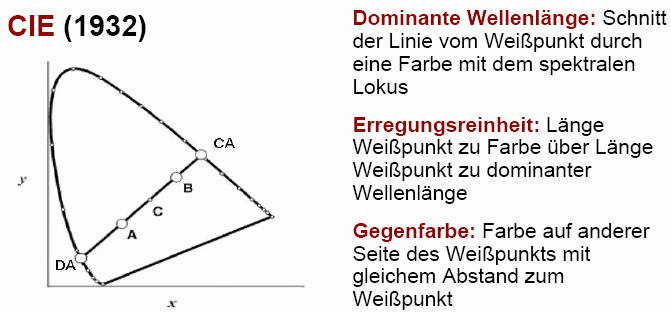 CIE (1932)
y
CA
B
C
A
DA
x
Dominante Wellenlänge: Schnitt
der Linie vom Weißpunkt durch
eine Farbe mit dem spektralen
Lokus
Erregungsreinheit: Länge
Weißpunkt zu Farbe über Länge
Weißpunkt zu dominanter
Wellenlänge
Gegenfarbe: Farbe auf anderer
Seite des Weißpunkts mit
gleichem Abstand zum
Weißpunkt